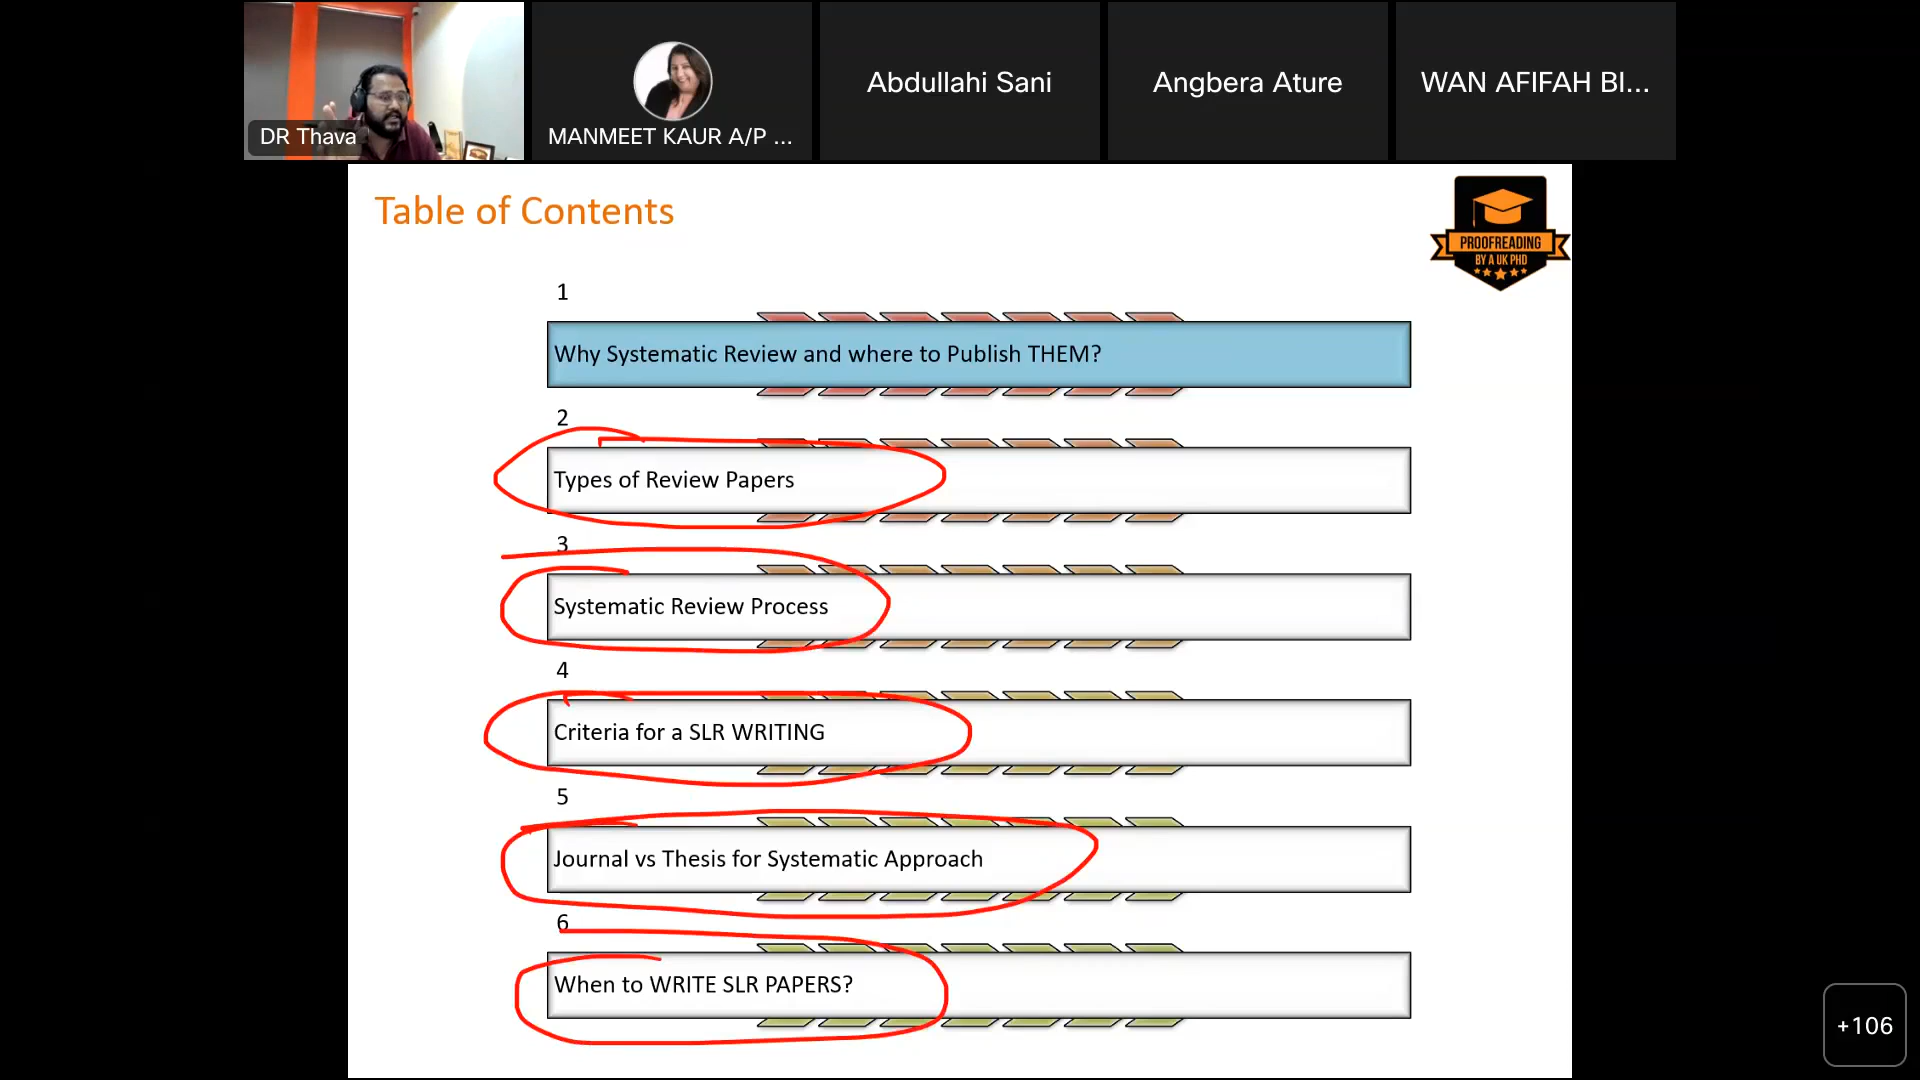 DR Thava
MANMEET KAUR A/P ...
Abdullahi Sani
Angbera Ature
WAN AFIFAH BI...
Table of Contents
PROOFREADING
BY A UK PHD
1
Why Systematic Review and where to Publish THEM?
2
Types of Review Papers
3
Systematic Review Process
4
Criteria for a SLR WRITING
5
Journal vs Thesis for Systematic Approach
6
When to WRITE SLR PAPERS?
+106